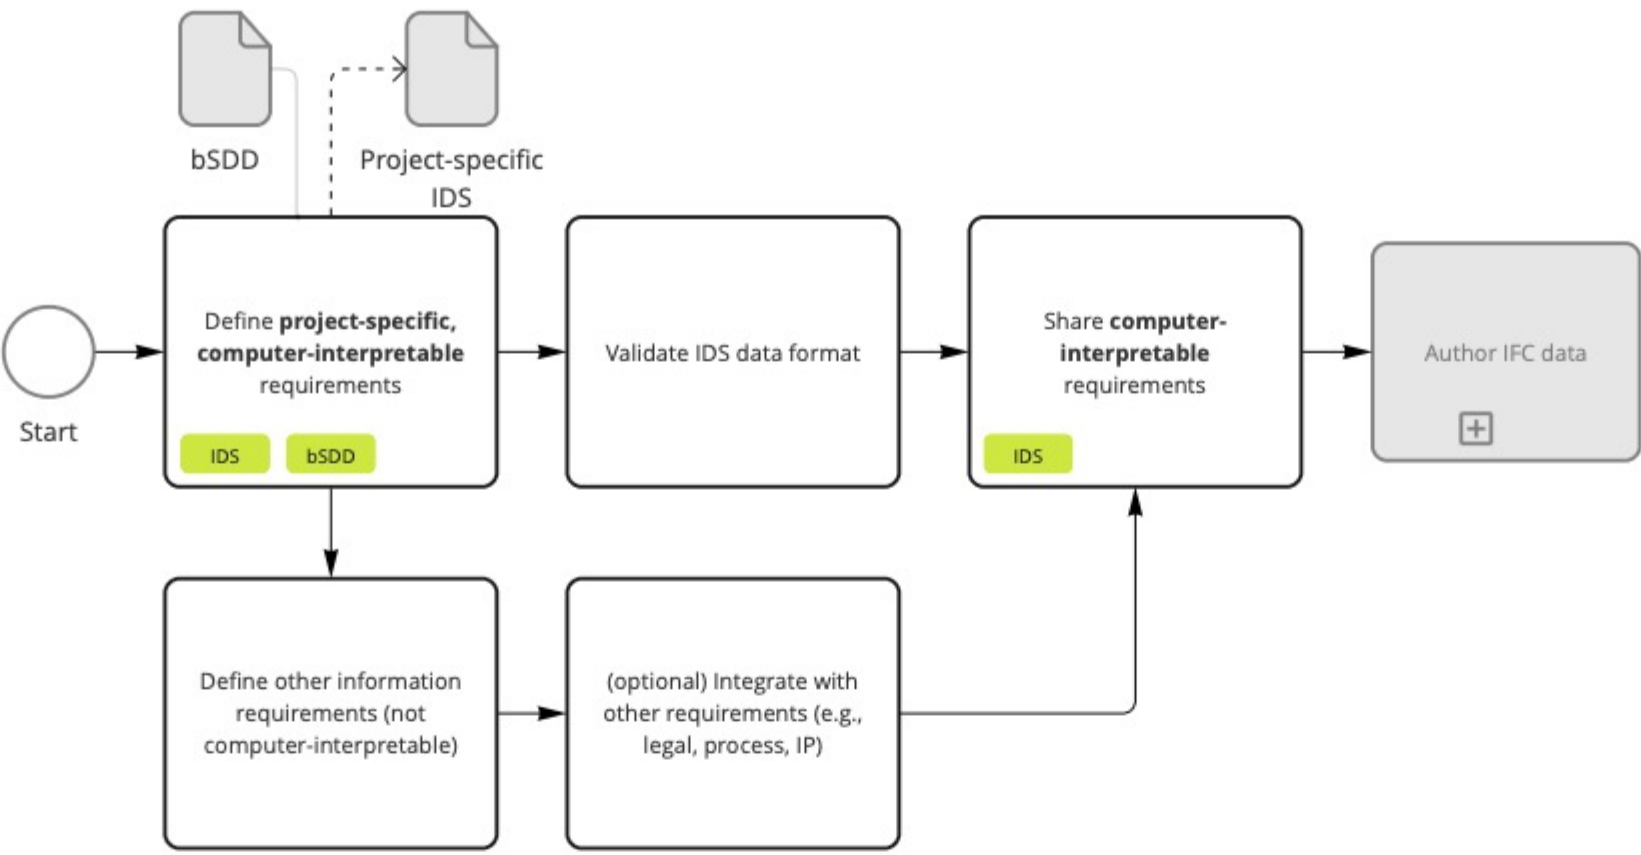 bSDD
Project-specific
IDS
Start
Define project-specific,
computer-interpretable
requirements
IDS
bSDD
Validate IDS data format
Share computer-
interpretable
requirements
IDS
Author IFC data
Define other information
requirements (not
computer-interpretable)
(optional) Integrate with
other requirements (e.g.,
legal, process, IP)